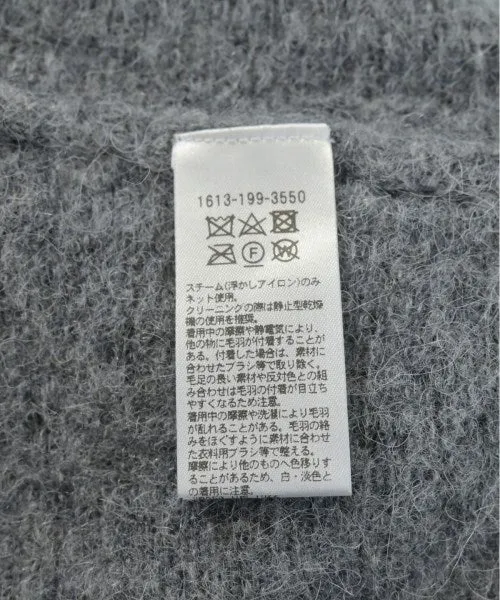 1613-199-3550
F W
スチーム(浮かしアイロン)のみ
ネット使用。
クリーニングの際は静止型乾燥
機の使用を推奨。
着用中の摩擦や静電気により、
他の物に毛羽が付着することが
ある。付着した場合は、素材に
合わせたブラシ等で取り除く。
毛足の長い素材や反対色との組
み合わせは毛羽の付着が目立ち
やすくなるため注意。
着用中の摩擦や洗濯により毛羽
が乱れることがある。毛羽の絡
みをほぐすように素材に合わせ
た衣料用ブラシ等で整える。
摩擦により他のものへ色移りす
ることがあるため、白・淡色と
の着用に注意。